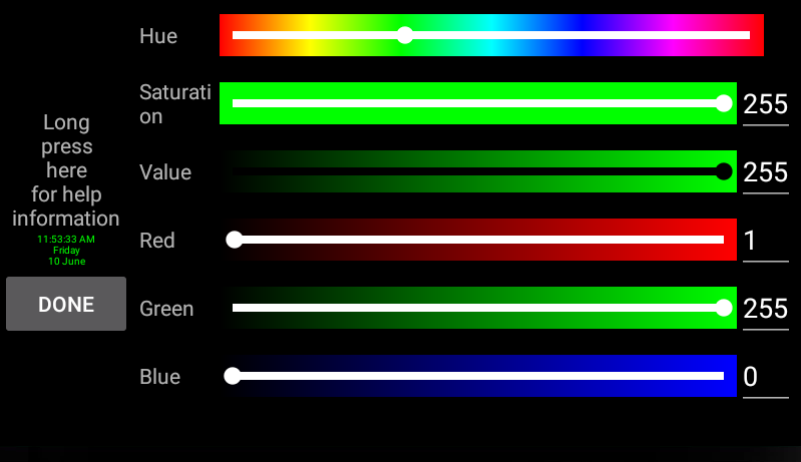 Hue
Saturati
on
255
Long
press
here
for help
information
11:53:33 AM
Friday
10 June
DONE
Value
255
Red
1
Green
255
Blue
0